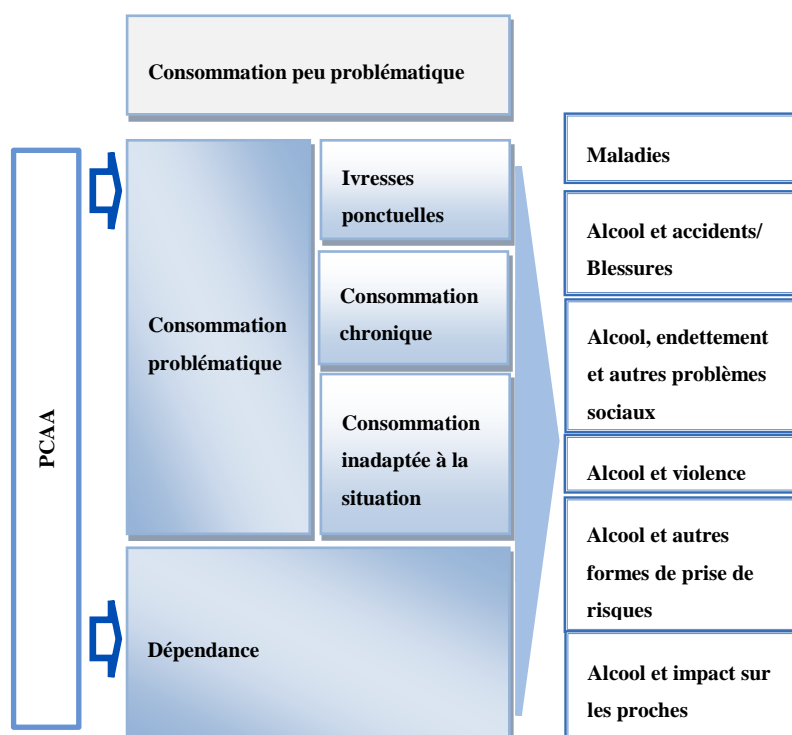 Consommation peu problématique
PCAA
Consommation
problématique
Ivresses
ponctuelles
Consommation
chronique
Consommation
inadaptée à la
situation
Dépendance
Maladies
Alcool et accidents/
Blessures
Alcool, endettement
et autres problèmes
sociaux
Alcool et violence
Alcool et autres
formes de prise de
risques
Alcool et impact sur
les proches